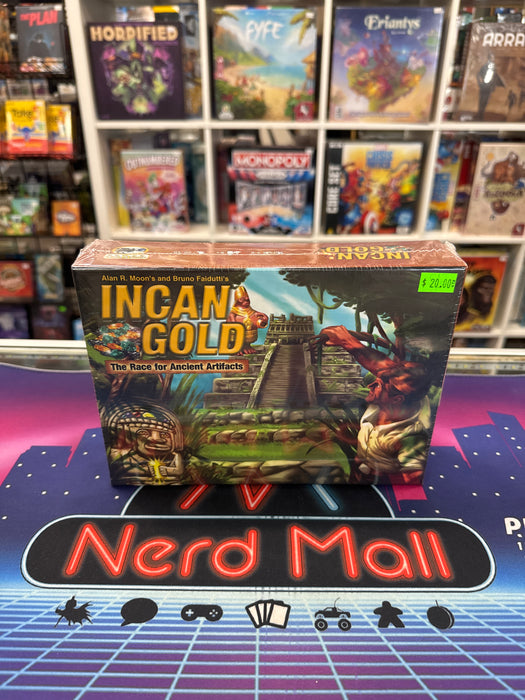 THE PLAN
HORRIFIED
FYFE
Eriantys
ARRA
MONOPOLY
CORE SET
INCAN
GOLD
Alan R. Moon's and Bruno Faidutti's
INCAN
GOLD
The Race for Ancient Artifacts
$ 20.00
Nerd Mall
P
1